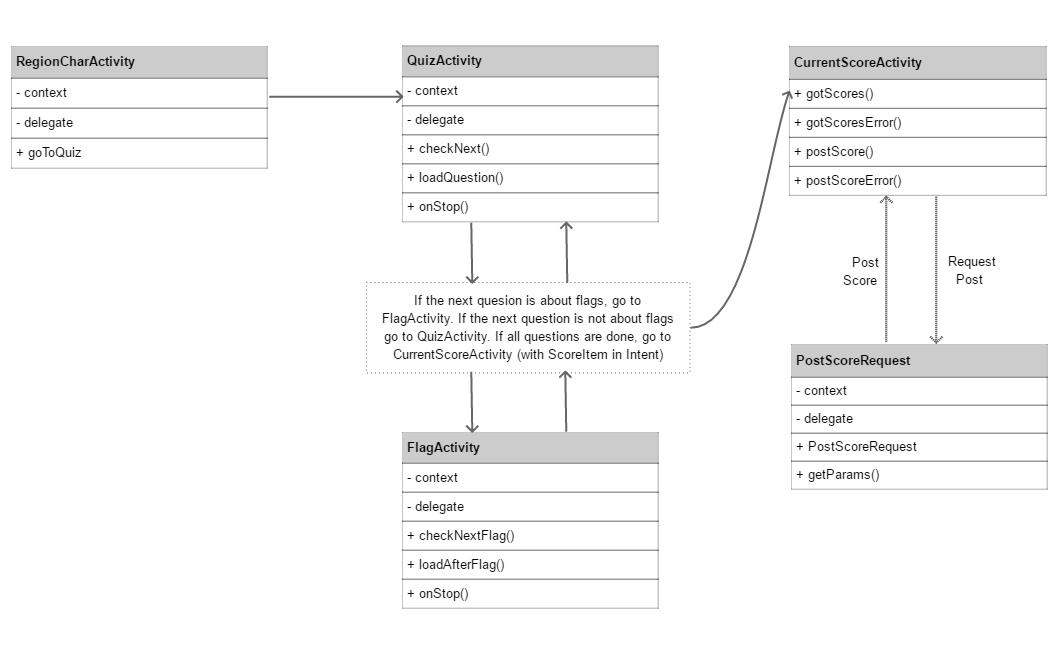 RegionCharActivity
- context
- delegate
+ goToQuiz
QuizActivity
- context
- delegate
+ checkNext()
+ loadQuestion()
+ onStop()
If the next quesion is about flags, go to
FlagActivity. If the next question is not about flags
go to QuizActivity. If all questions are done, go to
CurrentScoreActivity (with ScoreItem in Intent)
FlagActivity
- context
- delegate
+ checkNextFlag()
+ loadAfterFlag()
+ onStop()
CurrentScoreActivity
+ gotScores()
+ gotScoresError()
+ postScore()
+ postScoreError()
Post
Score
Request
Post
PostScoreRequest
- context
- delegate
+ PostScoreRequest
+ getParams()